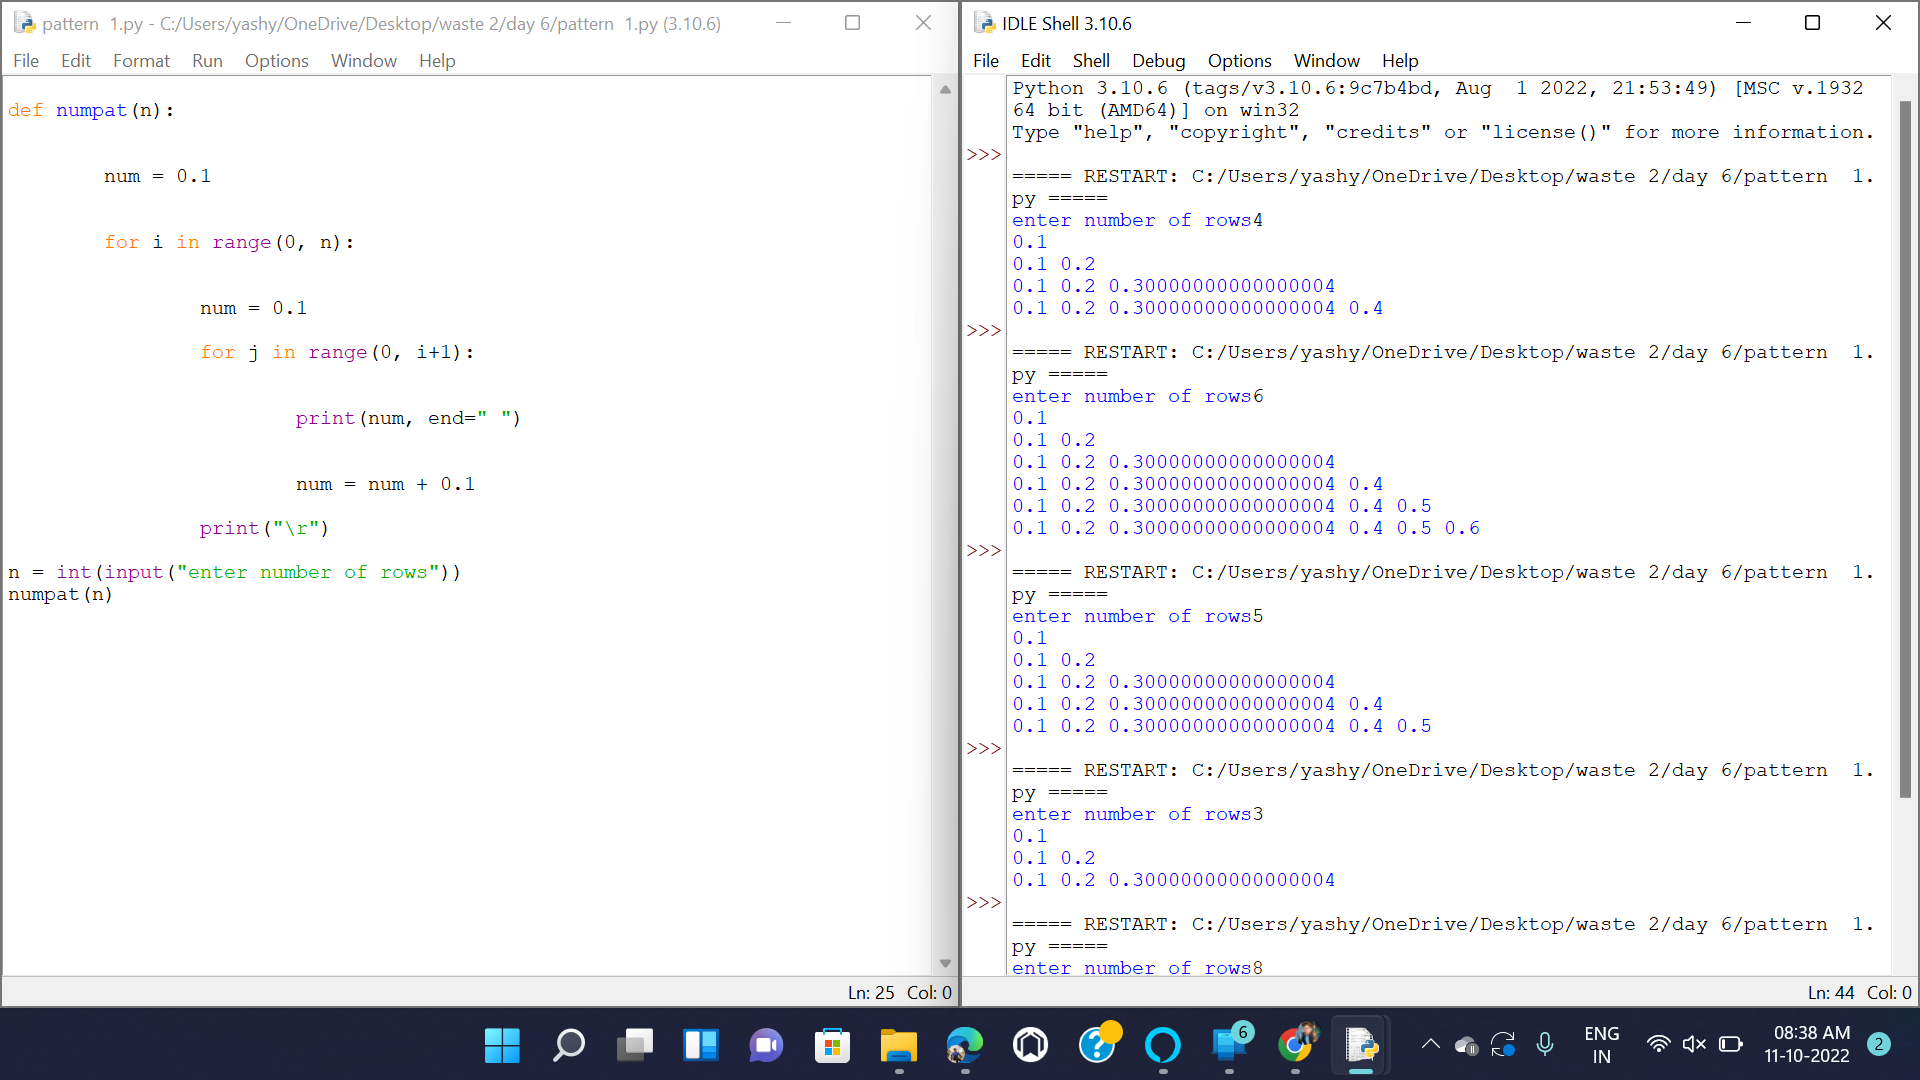 pattern  1.py - C:/Users/yashy/OneDrive/Desktop/waste 2/day 6/pattern  1.py (3.10.6)
File Edit Format Run Options Window Help
def numpat(n):
num = 0.1
for i in range(0, n):
num = 0.1
for j in range(0, i+1):
print(num, end=" ")
num = num + 0.1
print("\r")
n = int(input("enter number of rows"))
numpat(n)
Ln: 25 Col: 0
IDLE Shell 3.10.6
File Edit Shell Debug Options Window Help
Python 3.10.6 (tags/v3.10.6:9c7b4bd, Aug  1 2022, 21:53:49) [MSC v.1932
64 bit (AMD64)] on win32
Type "help", "copyright", "credits" or "license()" for more information.
>>>
===== RESTART: C:/Users/yashy/OneDrive/Desktop/waste 2/day 6/pattern  1.
py =====
enter number of rows4
0.1
0.1 0.2
0.1 0.2 0.30000000000000004
0.1 0.2 0.30000000000000004 0.4
>>>
===== RESTART: C:/Users/yashy/OneDrive/Desktop/waste 2/day 6/pattern  1.
py =====
enter number of rows6
0.1
0.1 0.2
0.1 0.2 0.30000000000000004
0.1 0.2 0.30000000000000004 0.4
0.1 0.2 0.30000000000000004 0.4 0.5
0.1 0.2 0.30000000000000004 0.4 0.5 0.6
>>>
===== RESTART: C:/Users/yashy/OneDrive/Desktop/waste 2/day 6/pattern  1.
py =====
enter number of rows5
0.1
0.1 0.2
0.1 0.2 0.30000000000000004
0.1 0.2 0.30000000000000004 0.4
0.1 0.2 0.30000000000000004 0.4 0.5
>>>
===== RESTART: C:/Users/yashy/OneDrive/Desktop/waste 2/day 6/pattern  1.
py =====
enter number of rows3
0.1
0.1 0.2
0.1 0.2 0.30000000000000004
>>>
===== RESTART: C:/Users/yashy/OneDrive/Desktop/waste 2/day 6/pattern  1.
py =====
enter number of rows8
Ln: 44 Col: 0
6
ENG
IN
08:38 AM
11-10-2022
2